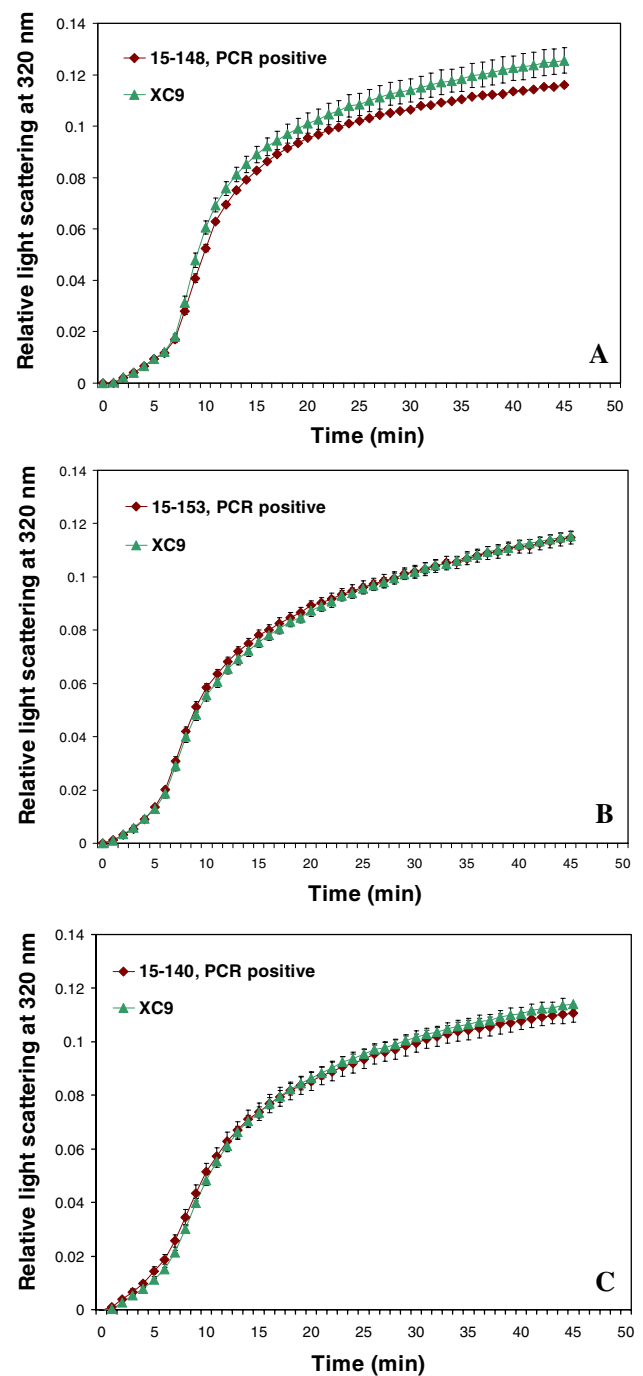 Relative light scattering at 320 nm
0.14
0.12
0.1
0.08
0.06
0.04
0.02
0
15-148, PCR positive
XC9
A
0 5 10 15 20 25 30 35 40 45 50
Time (min)
Relative light scattering at 320 nm
0.14
0.12
0.1
0.08
0.06
0.04
0.02
0
15-153, PCR positive
XC9
B
0 5 10 15 20 25 30 35 40 45 50
Time (min)
Relative light scattering at 320 nm
0.14
0.12
0.1
0.08
0.06
0.04
0.02
0
15-140, PCR positive
XC9
C
0 5 10 15 20 25 30 35 40 45 50
Time (min)